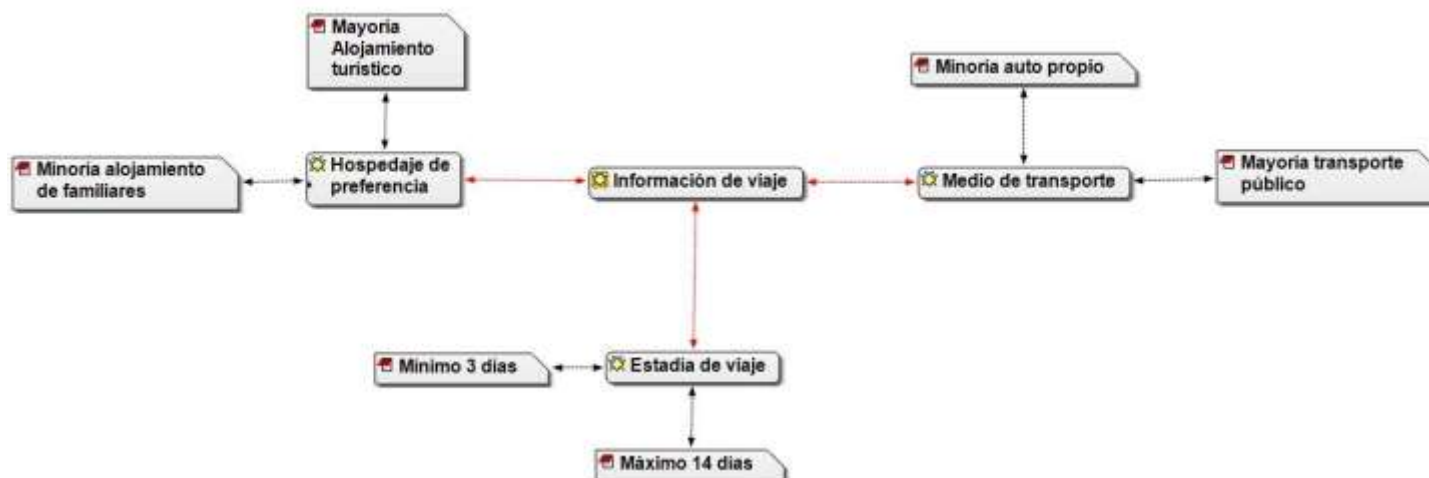 Mayoria
Alojamiento
turístico
Minoria auto propio
Minoria alojamiento
de familiares
Hospedaje de
preferencia
Información de viaje
Medio de transporte
Mayoria transporte
público
Minimo 3 dias
Estadia de viaje
Máximo 14 dias